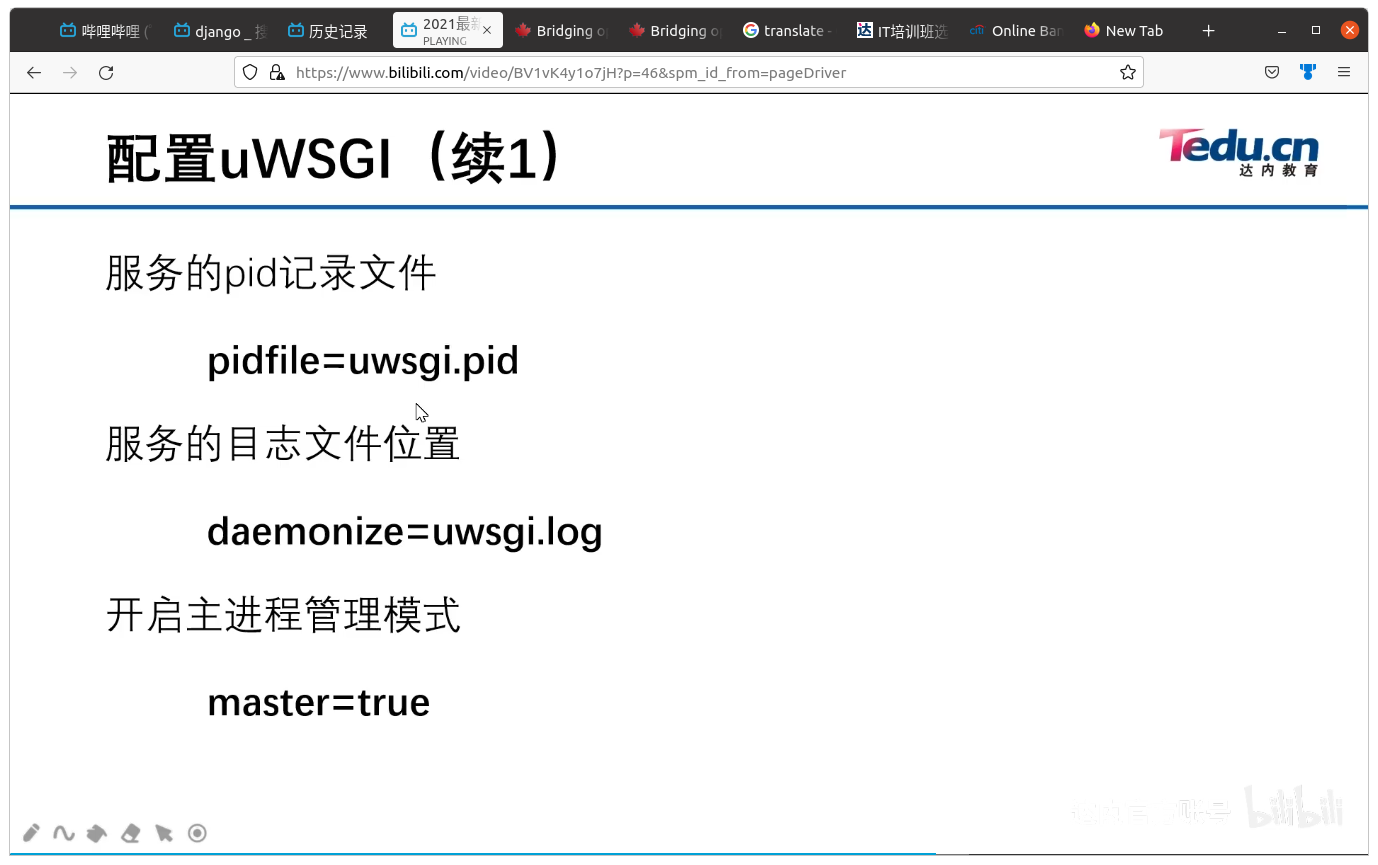 哔哩哔哩 (
django _ 搜
历史记录
2021最新
PLAYING
Bridging o
Bridging o
translate -
IT培训班选
citi
Online Ban
New Tab
https://www.bilibili.com/video/BV1vK4y1o7jH?p=46&spm_id_from=pageDriver
配置uWSGI（续1）
Tedu.cn
达内教育
服务的pid记录文件
pidfile=uwsgi.pid
服务的目志文件位置
daemonize=uwsgi.log
开启主进程管理模式
master=true
bilibili